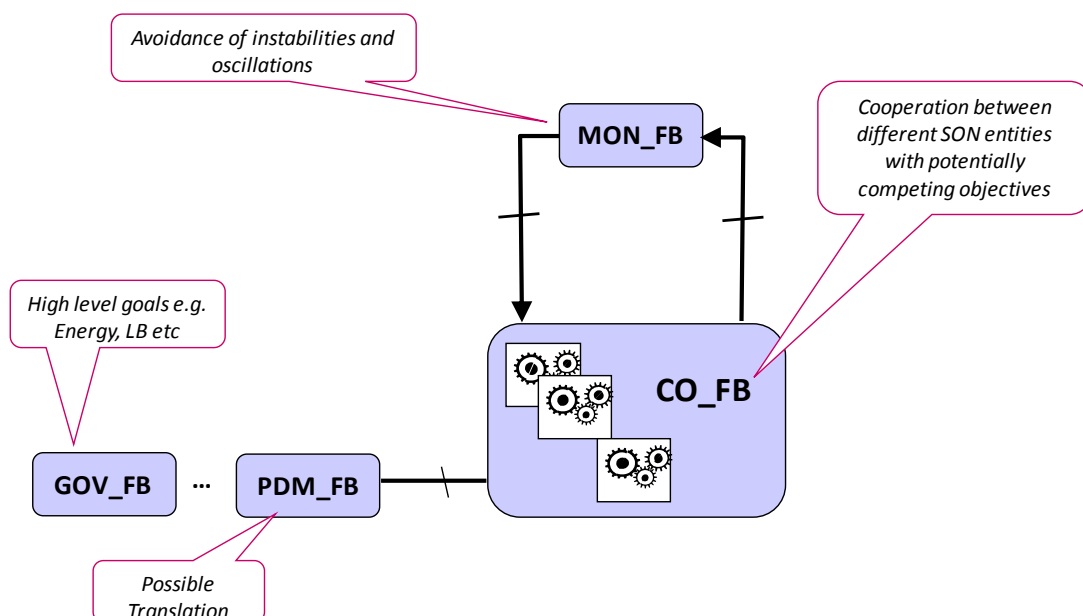 Avoidance of instabilities and
oscillations
MON_FB
Cooperation between
different SON entities
with potentially
competing objectives
High level goals e.g.
Energy, LB etc
CO_FB
GOV_FB
...
PDM_FB
Possible
Translation